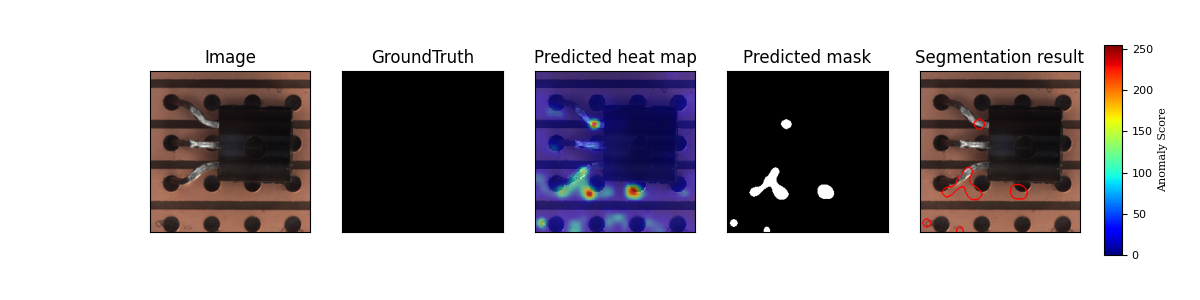 Image
GroundTruth
Predicted heat map
Predicted mask
Segmentation result
250
200
150
100
50
0
Anomaly Score